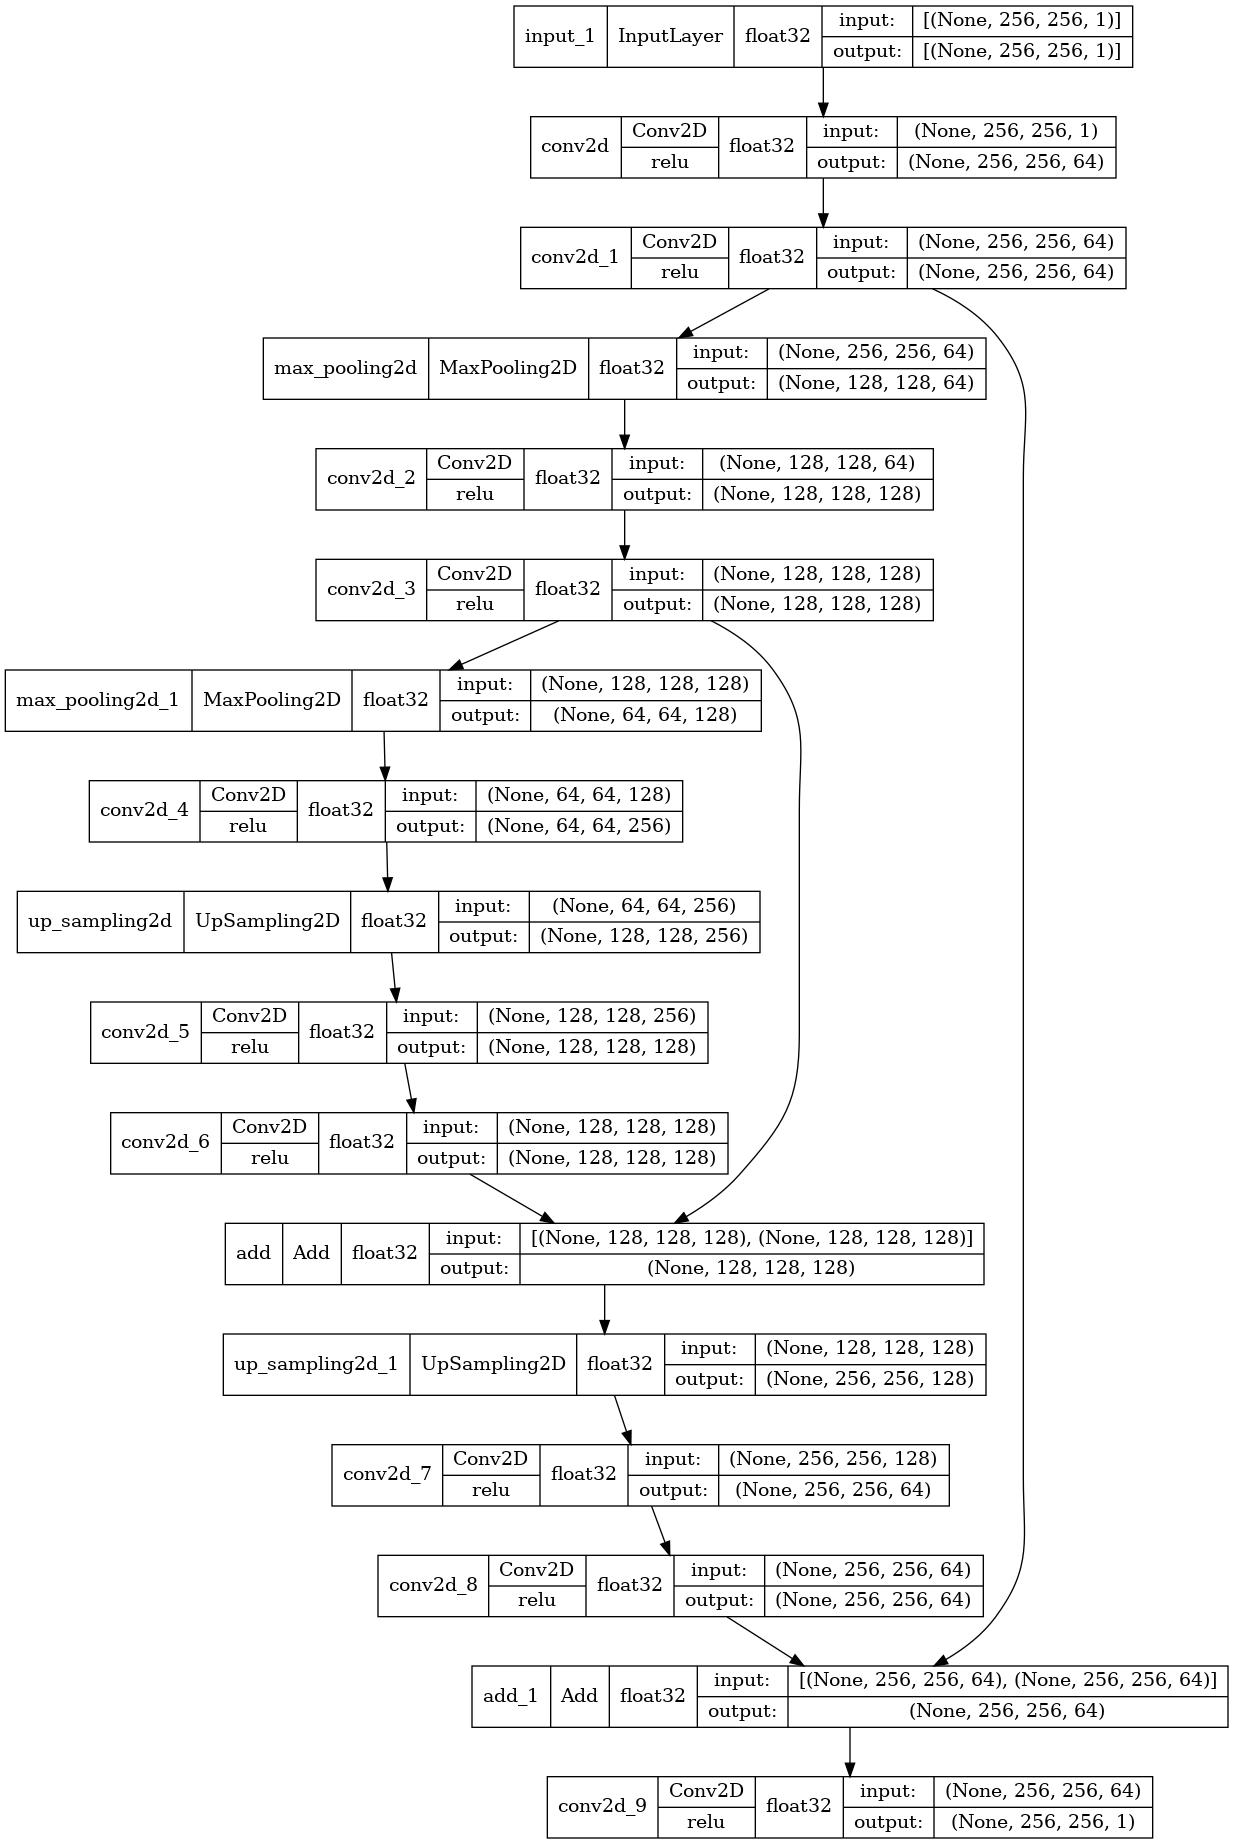 input_1 InputLayer float32 input: [(None, 256, 256, 1)]
output: [(None, 256, 256, 1)]
conv2d Conv2D relu float32 input: (None, 256, 256, 1)
output: (None, 256, 256, 64)
conv2d_1 Conv2D relu float32 input: (None, 256, 256, 64)
output: (None, 256, 256, 64)
max_pooling2d MaxPooling2D float32 input: (None, 256, 256, 64)
output: (None, 128, 128, 64)
conv2d_2 Conv2D relu float32 input: (None, 128, 128, 64)
output: (None, 128, 128, 128)
conv2d_3 Conv2D relu float32 input: (None, 128, 128, 128)
output: (None, 128, 128, 128)
max_pooling2d_1 MaxPooling2D float32 input: (None, 128, 128, 128)
output: (None, 64, 64, 128)
conv2d_4 Conv2D relu float32 input: (None, 64, 64, 128)
output: (None, 64, 64, 256)
up_sampling2d UpSampling2D float32 input: (None, 64, 64, 256)
output: (None, 128, 128, 256)
conv2d_5 Conv2D relu float32 input: (None, 128, 128, 256)
output: (None, 128, 128, 128)
conv2d_6 Conv2D relu float32 input: (None, 128, 128, 128)
output: (None, 128, 128, 128)
add Add float32 input: [(None, 128, 128, 128), (None, 128, 128, 128)]
output: (None, 128, 128, 128)
up_sampling2d_1 UpSampling2D float32 input: (None, 128, 128, 128)
output: (None, 256, 256, 128)
conv2d_7 Conv2D relu float32 input: (None, 256, 256, 128)
output: (None, 256, 256, 64)
conv2d_8 Conv2D relu float32 input: (None, 256, 256, 64)
output: (None, 256, 256, 64)
add_1 Add float32 input: [(None, 256, 256, 64), (None, 256, 256, 64)]
output: (None, 256, 256, 64)
conv2d_9 Conv2D relu float32 input: (None, 256, 256, 64)
output: (None, 256, 256, 1)